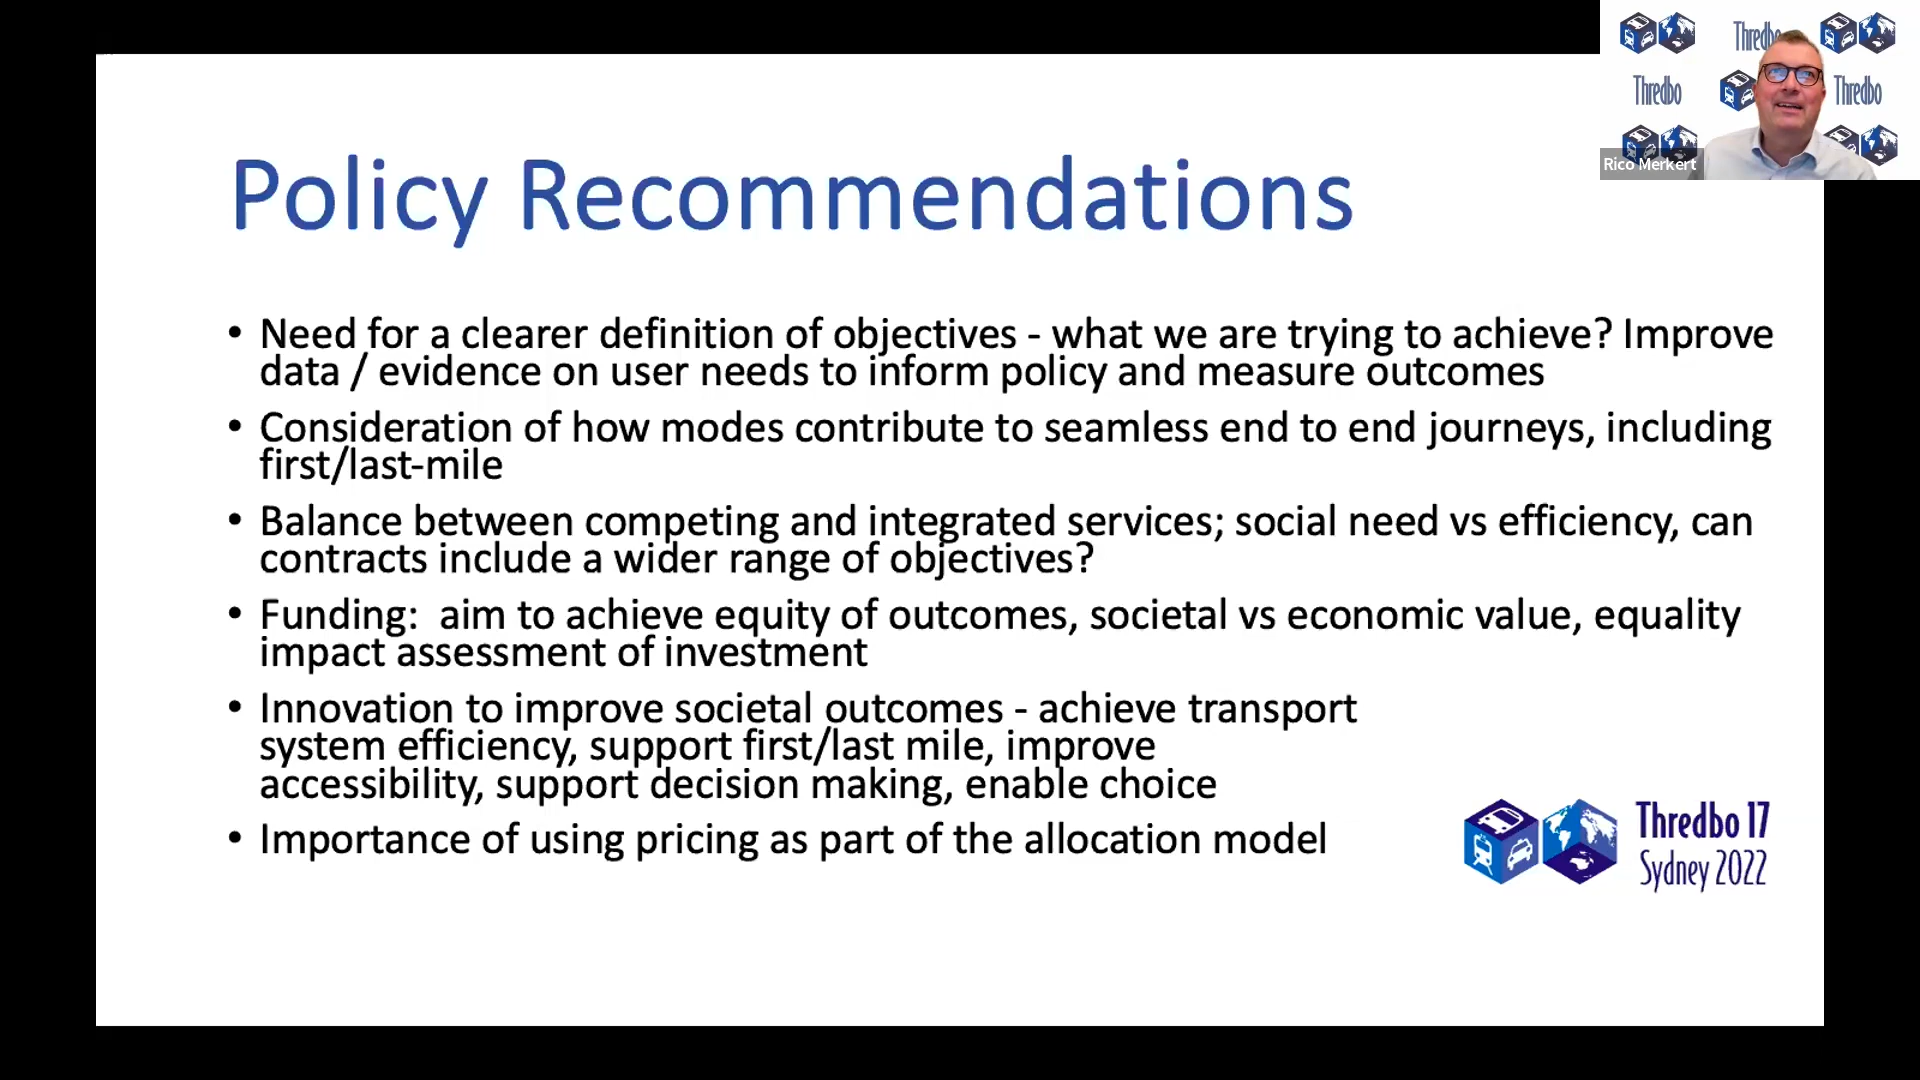 Thredbo
Thredbo
Thredbo
Rico Merkert
Policy Recommendations
• Need for a clearer definition of objectives - what we are trying to achieve? Improve
data / evidence on user needs to inform policy and measure outcomes
• Consideration of how modes contribute to seamless end to end journeys, including
first/last-mile
• Balance between competing and integrated services; social need vs efficiency, can
contracts include a wider range of objectives?
• Funding:  aim to achieve equity of outcomes, societal vs economic value, equality
impact assessment of investment
• Innovation to improve societal outcomes - achieve transport
system efficiency, support first/last mile, improve
accessibility, support decision making, enable choice
• Importance of using pricing as part of the allocation model
Thredbo 17
Sydney 2022